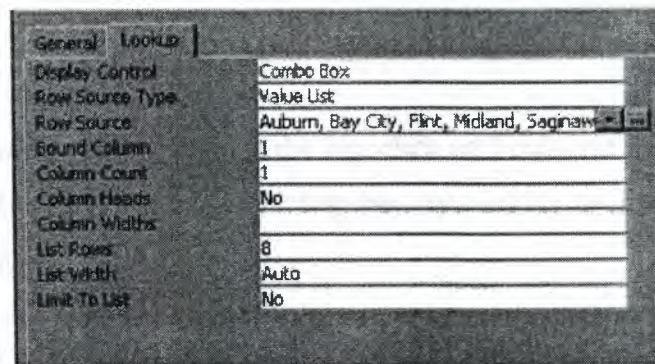 General Lookup
Display Control Combo Box
Row Source Type Value List
Row Source Auburn, Bay City, Flint, Midland, Saginaw
Bound Column 1
Column Count 1
Column Heads No
Column Widths
List Rows 8
List Width Auto
Limit To List No